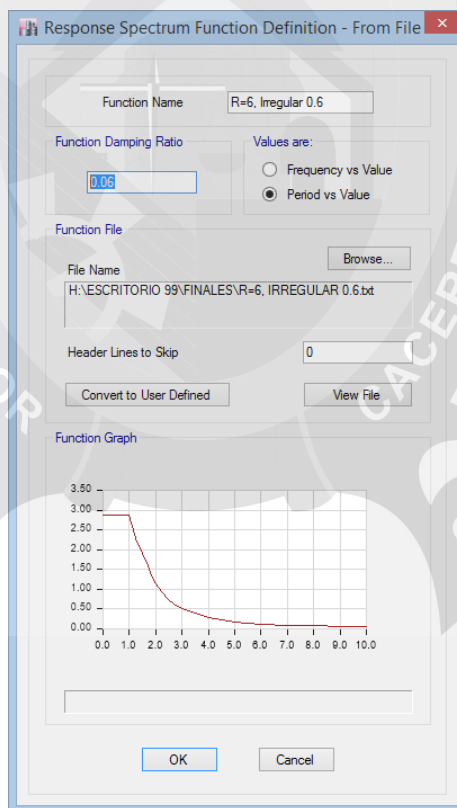 Response Spectrum Function Definition - From File
Function Name R=6, Irregular 0.6
Function Damping Ratio
0.06
Values are:
Frequency vs Value
Period vs Value
Function File
Browse...
File Name
H:\ESCRITORIO 99\FINALES\R=6, IRREGULAR 0.6.txt
Header Lines to Skip 0
Convert to User Defined View File
Function Graph
3.50
3.00
2.50
2.00
1.50
1.00
0.50
0.00
0.0 1.0 2.0 3.0 4.0 5.0 6.0 7.0 8.0 9.0 10.0
OK Cancel